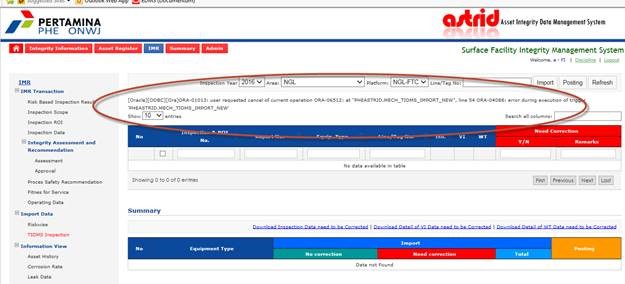 Suggested Sites
Outlook Web App
EDMS (Documentum)
PERTAMINA
PHE ONWJ
astrid Asset Integrity Data Management System
Integrity Information Asset Register IMR Summary Admin
Surface Facility Integrity Management System
Welcome, a - FI | Discipline | Logout
IMR
IMR Transaction
Risk-Based Inspection Result
Inspection Scope
Inspection ROI
Inspection Data
Integrity Assessment and
Recommendation
Assessment
Approval
Proces Safety Recommendation
Fitnes for Service
Operating Data
Import Data
Riskwise
TIDMS Inspection
Information View
Asset History
Corrosion Rate
Leak Data
Inspection Year 2016 Area: NGL Platform: NGL-FTC Line/Tag No: Import Posting Refresh
[Oracle][ODBC][Ora]ORA-01013: user requested cancel of current operation ORA-06512: at "PHEASTRID.MECH_TIDMS_IMPORT_NEW", line 54 ORA-04088: error during execution of trigger
'PHEASTRID.MECH_TIDMS_IMPORT_NEW'
Show 10 entries Search all columns:
No Inspection & ROI No. Import No. Equipment Type Line/Tag No. Ins. VI WT Need Correction
Y/N Remarks
No data available in table
Showing 0 to 0 of 0 entries First Previous Next Last
Summary
Download Inspection Data need to be Corrected | Download Detail of VI Data need to be Corrected | Download Detail of WT Data need to be Corrected
No Equipment Type Import Posting
No correction Need correction Total
Data not Found